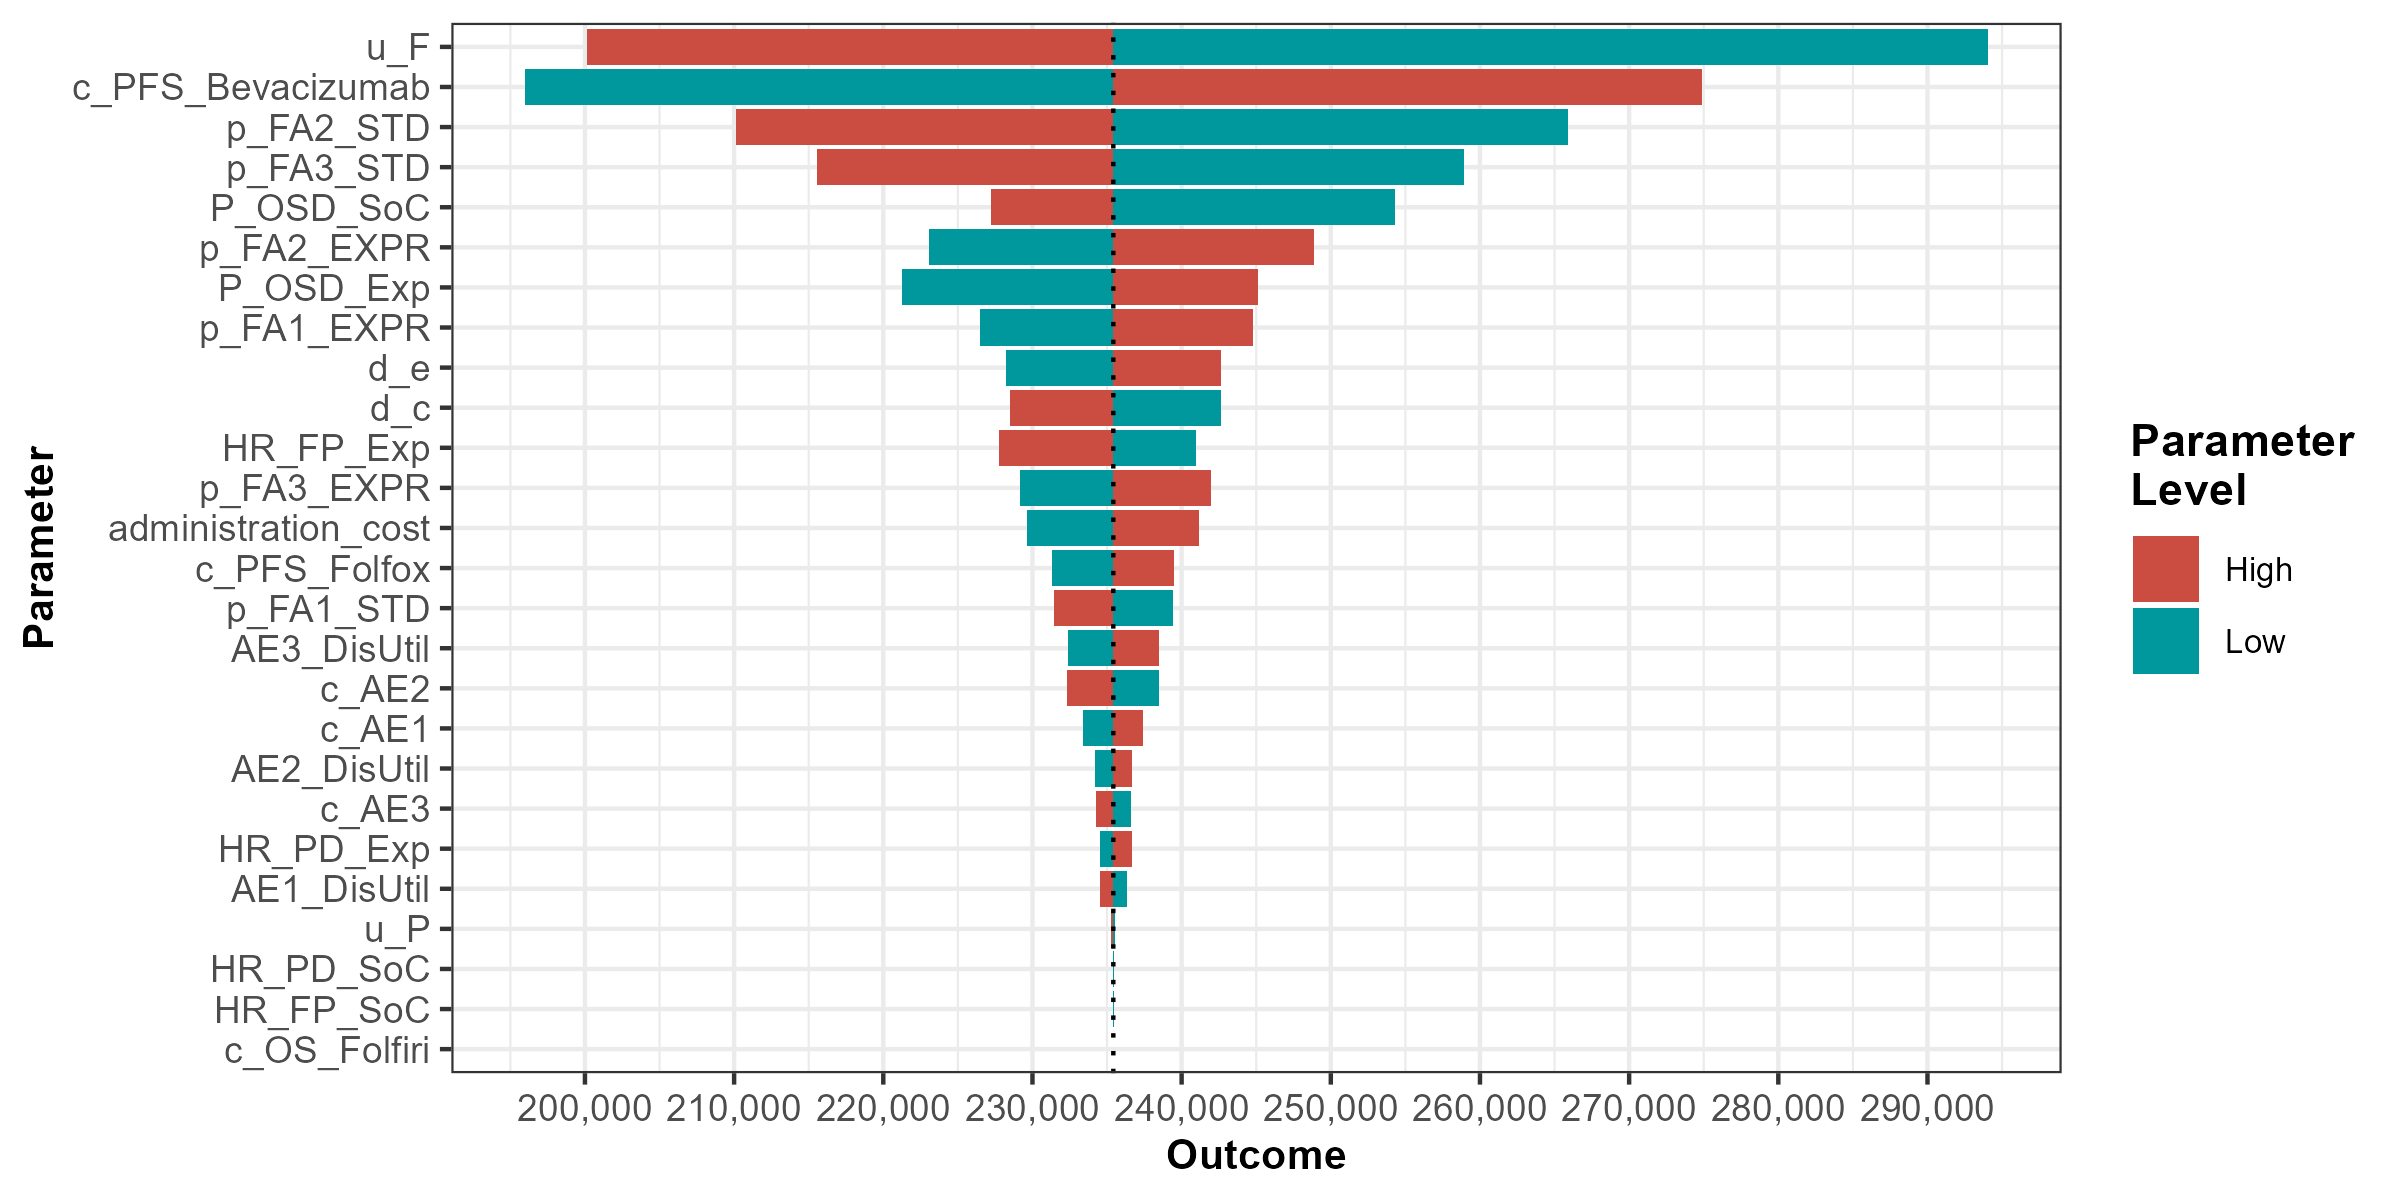 u_F
c_PFS_Bevacizumab
p_FA2_STD
p_FA3_STD
P_OSD_SoC
p_FA2_EXPR
P_OSD_Exp
p_FA1_EXPR
d_e
d_c
HR_FP_Exp
p_FA3_EXPR
administration_cost
c_PFS_Folfox
p_FA1_STD
AE3_DisUtil
c_AE2
c_AE1
AE2_DisUtil
c_AE3
HR_PD_Exp
AE1_DisUtil
u_P
HR_PD_SoC
HR_FP_SoC
c_OS_Folfiri
Parameter
200,000 210,000 220,000 230,000 240,000 250,000 260,000 270,000 280,000 290,000
Outcome
Parameter
Level
High
Low